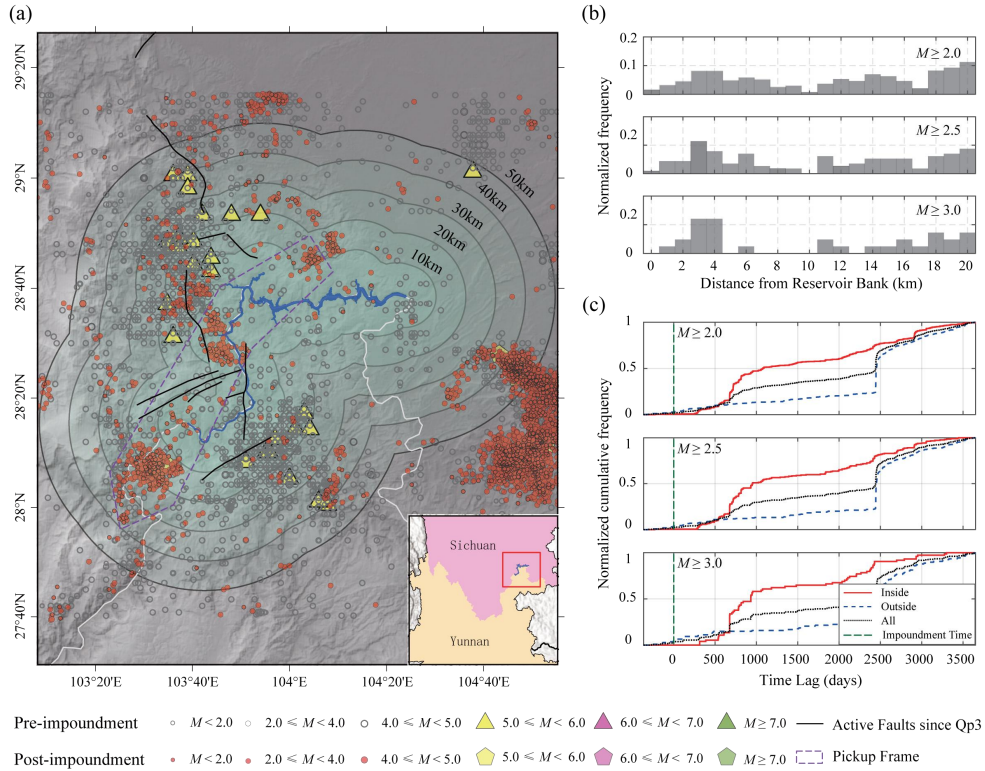 (a)
29°20'N
29°N
28°40'N
28°20'N
28°N
27°40'N
103°20'E
103°40'E
104°E
104°20'E
104°40'E
50km
40km
30km
20km
10km
Sichuan
Yunnan
(b)
Normalized frequency
0.2
0.1
0
M ≥ 2.0
0.2
0
M ≥ 2.5
0.2
0
M ≥ 3.0
0 2 4 6 8 10 12 14 16 18 20
Distance from Reservoir Bank (km)
(c)
Normalized cumulative frequency
1
0.5
0
M ≥ 2.0
1
0.5
0
M ≥ 2.5
1
0.5
0
M ≥ 3.0
Inside
Outside
All
Impoundment Time
0 500 1000 1500 2000 2500 3000 3500
Time Lag (days)
Pre-impoundment M < 2.0 2.0 ⩽ M < 4.0 4.0 ⩽ M < 5.0 5.0 ⩽ M < 6.0 6.0 ⩽ M < 7.0 M ≥ 7.0 Active Faults since Qp3
Post-impoundment M < 2.0 2.0 ⩽ M < 4.0 4.0 ⩽ M < 5.0 5.0 ⩽ M < 6.0 6.0 ⩽ M < 7.0 M ≥ 7.0 Pickup Frame